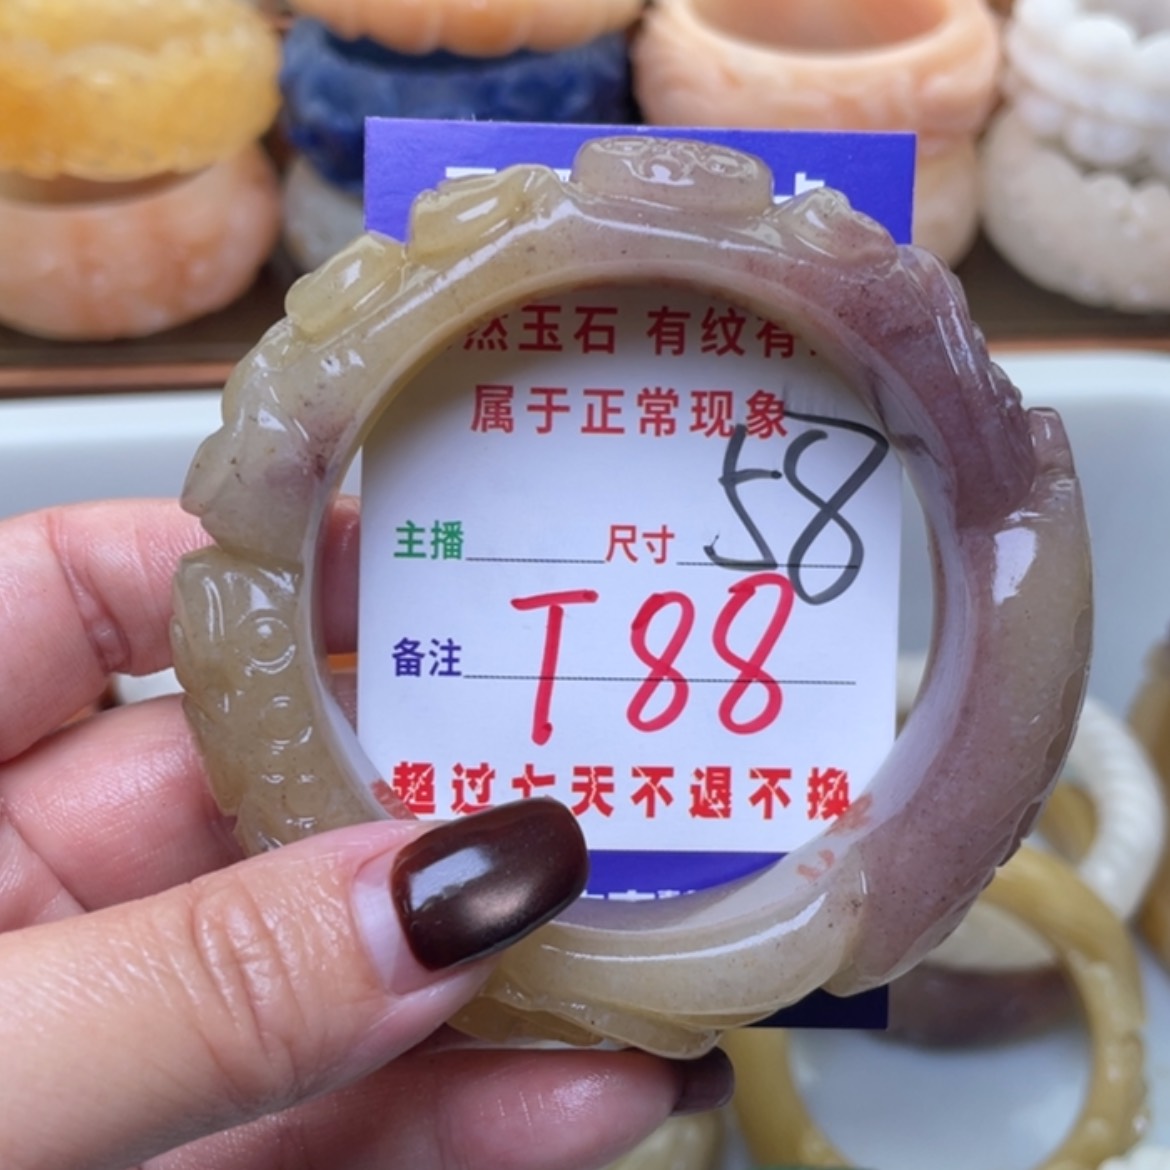 然玉石 有纹有
属于正常现象
主播 尺寸 58
备注 T88
超过七天不退不换